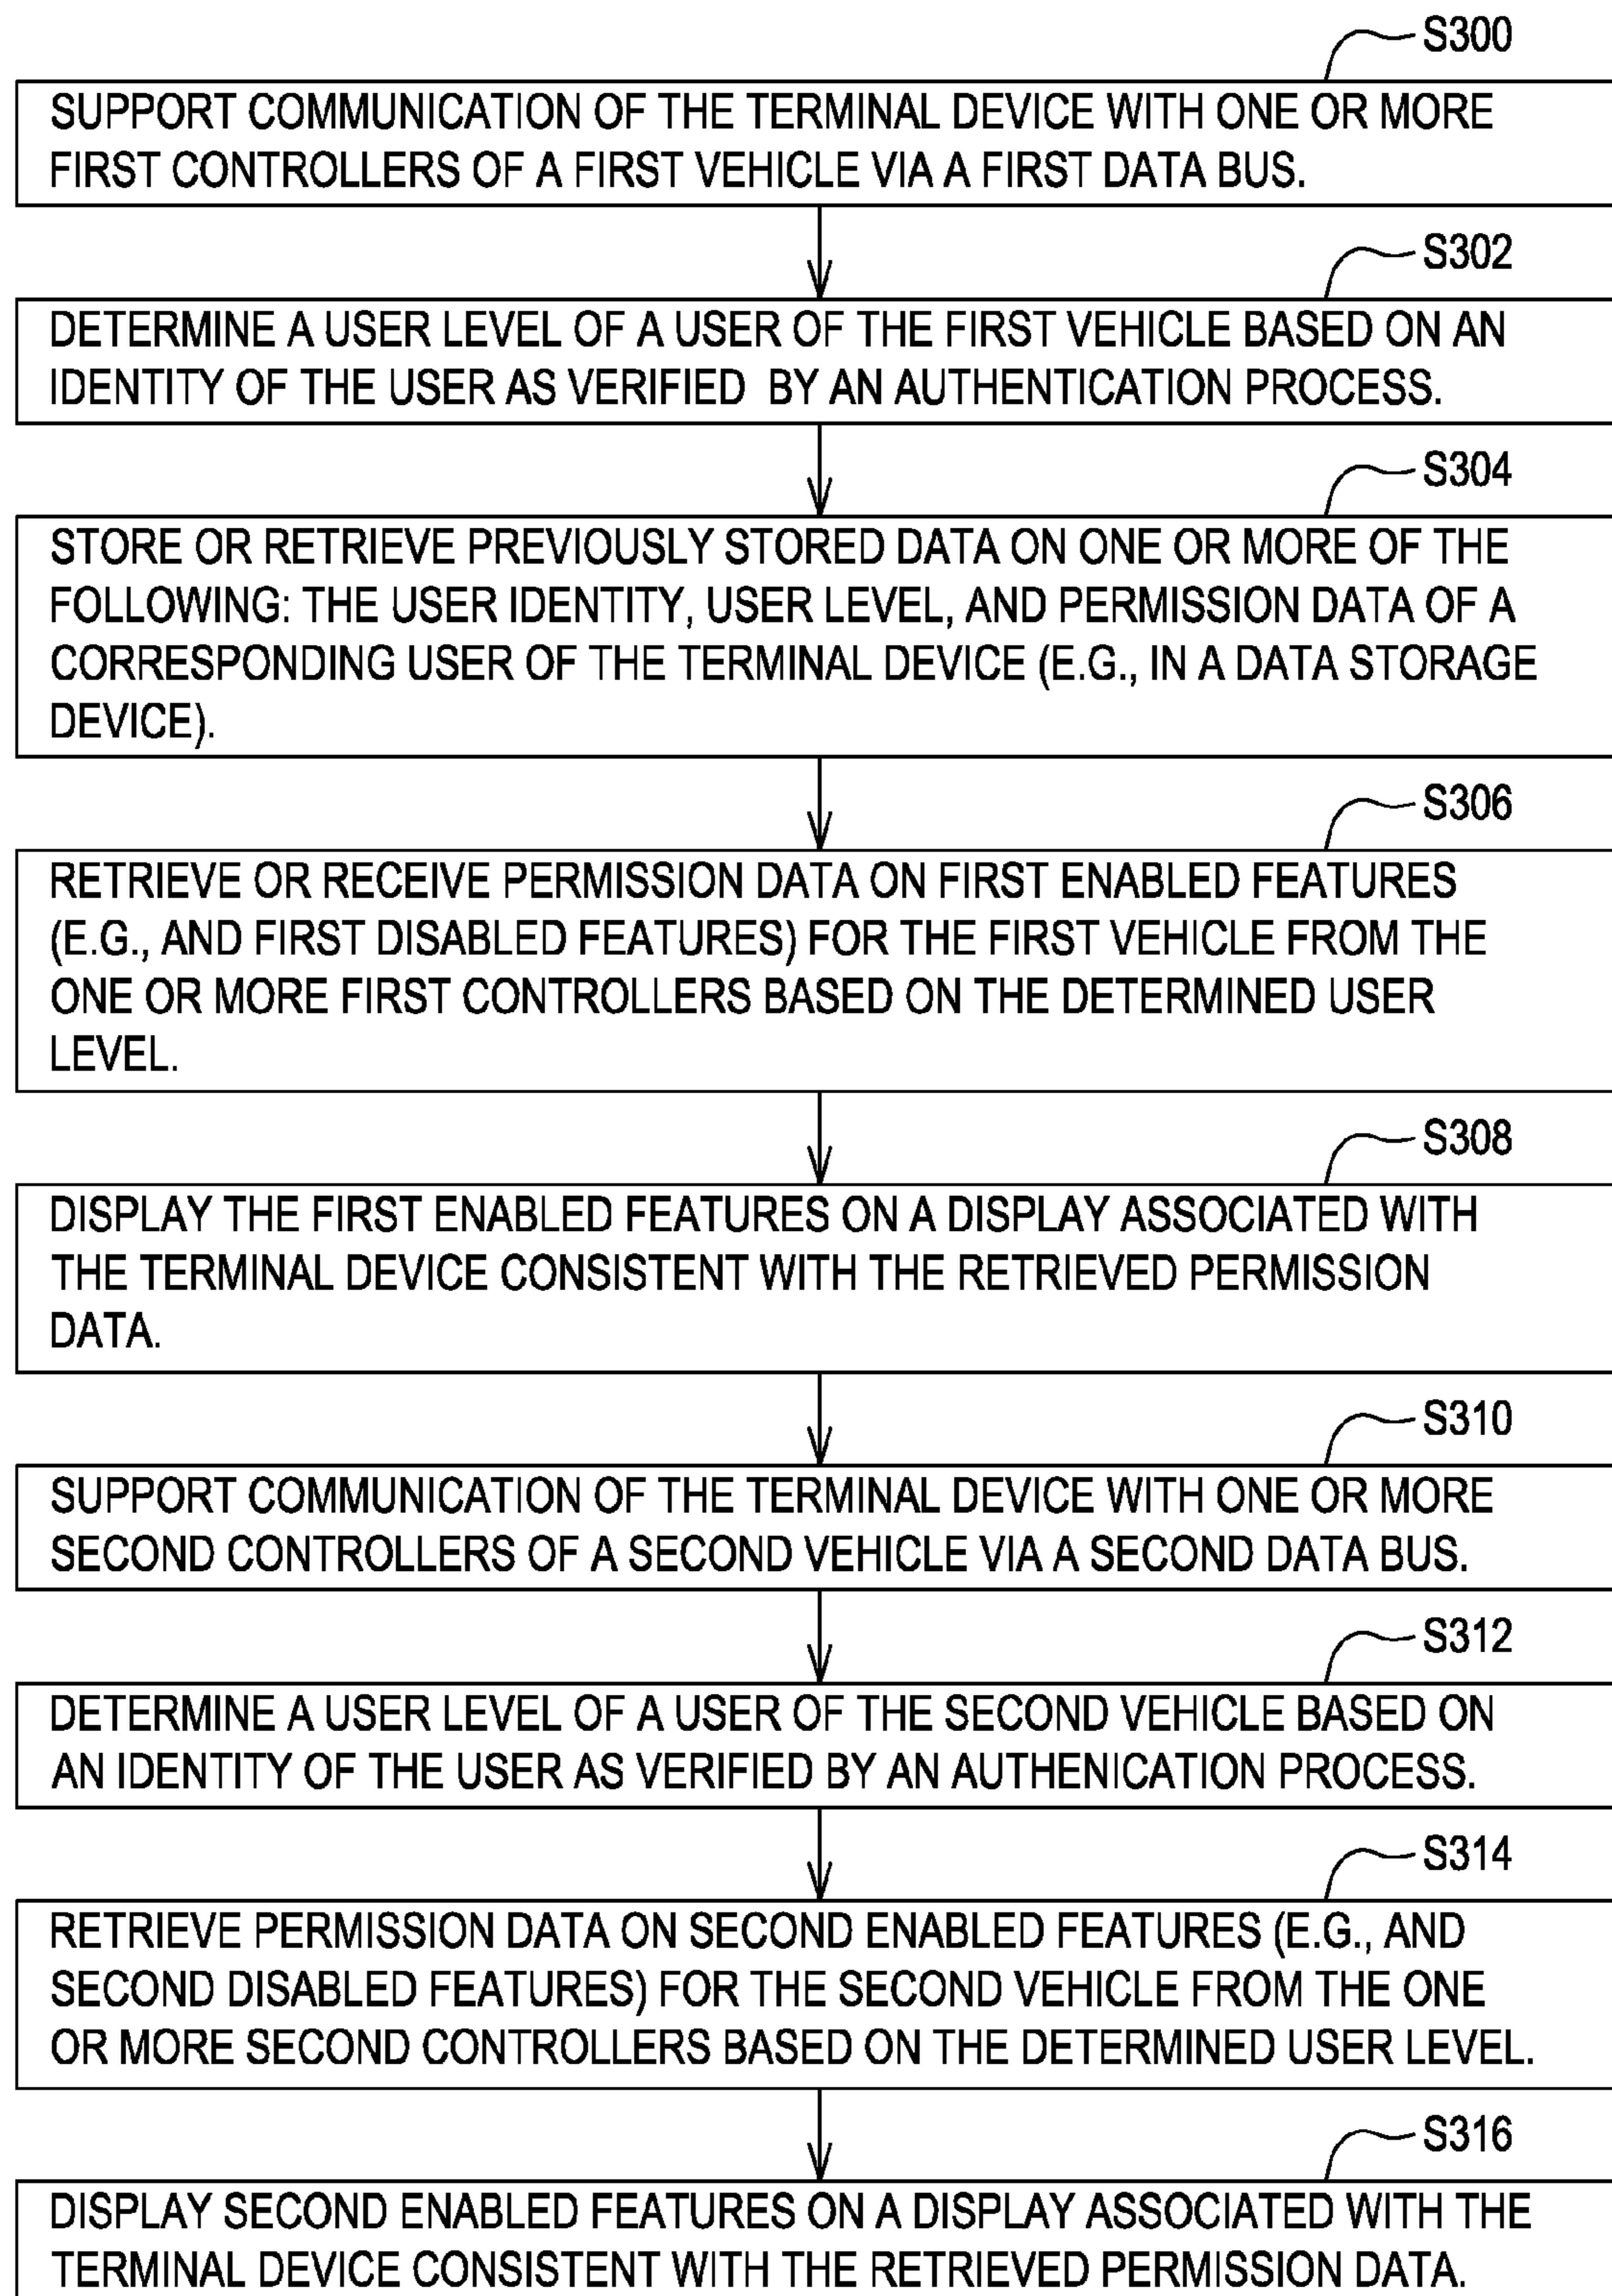 S300
SUPPORT COMMUNICATION OF THE TERMINAL DEVICE WITH ONE OR MORE
FIRST CONTROLLERS OF A FIRST VEHICLE VIA A FIRST DATA BUS.
S302
DETERMINE A USER LEVEL OF A USER OF THE FIRST VEHICLE BASED ON AN
IDENTITY OF THE USER AS VERIFIED BY AN AUTHENTICATION PROCESS.
S304
STORE OR RETRIEVE PREVIOUSLY STORED DATA ON ONE OR MORE OF THE
FOLLOWING: THE USER IDENTITY, USER LEVEL, AND PERMISSION DATA OF A
CORRESPONDING USER OF THE TERMINAL DEVICE (E.G., IN A DATA STORAGE
DEVICE).
S306
RETRIEVE OR RECEIVE PERMISSION DATA ON FIRST ENABLED FEATURES
(E.G., AND FIRST DISABLED FEATURES) FOR THE FIRST VEHICLE FROM THE
ONE OR MORE FIRST CONTROLLERS BASED ON THE DETERMINED USER
LEVEL.
S308
DISPLAY THE FIRST ENABLED FEATURES ON A DISPLAY ASSOCIATED WITH
THE TERMINAL DEVICE CONSISTENT WITH THE RETRIEVED PERMISSION
DATA.
S310
SUPPORT COMMUNICATION OF THE TERMINAL DEVICE WITH ONE OR MORE
SECOND CONTROLLERS OF A SECOND VEHICLE VIA A SECOND DATA BUS.
S312
DETERMINE A USER LEVEL OF A USER OF THE SECOND VEHICLE BASED ON
AN IDENTITY OF THE USER AS VERIFIED BY AN AUTHENICATION PROCESS.
S314
RETRIEVE PERMISSION DATA ON SECOND ENABLED FEATURES (E.G., AND
SECOND DISABLED FEATURES) FOR THE SECOND VEHICLE FROM THE ONE
OR MORE SECOND CONTROLLERS BASED ON THE DETERMINED USER LEVEL.
S316
DISPLAY SECOND ENABLED FEATURES ON A DISPLAY ASSOCIATED WITH THE
TERMINAL DEVICE CONSISTENT WITH THE RETRIEVED PERMISSION DATA.